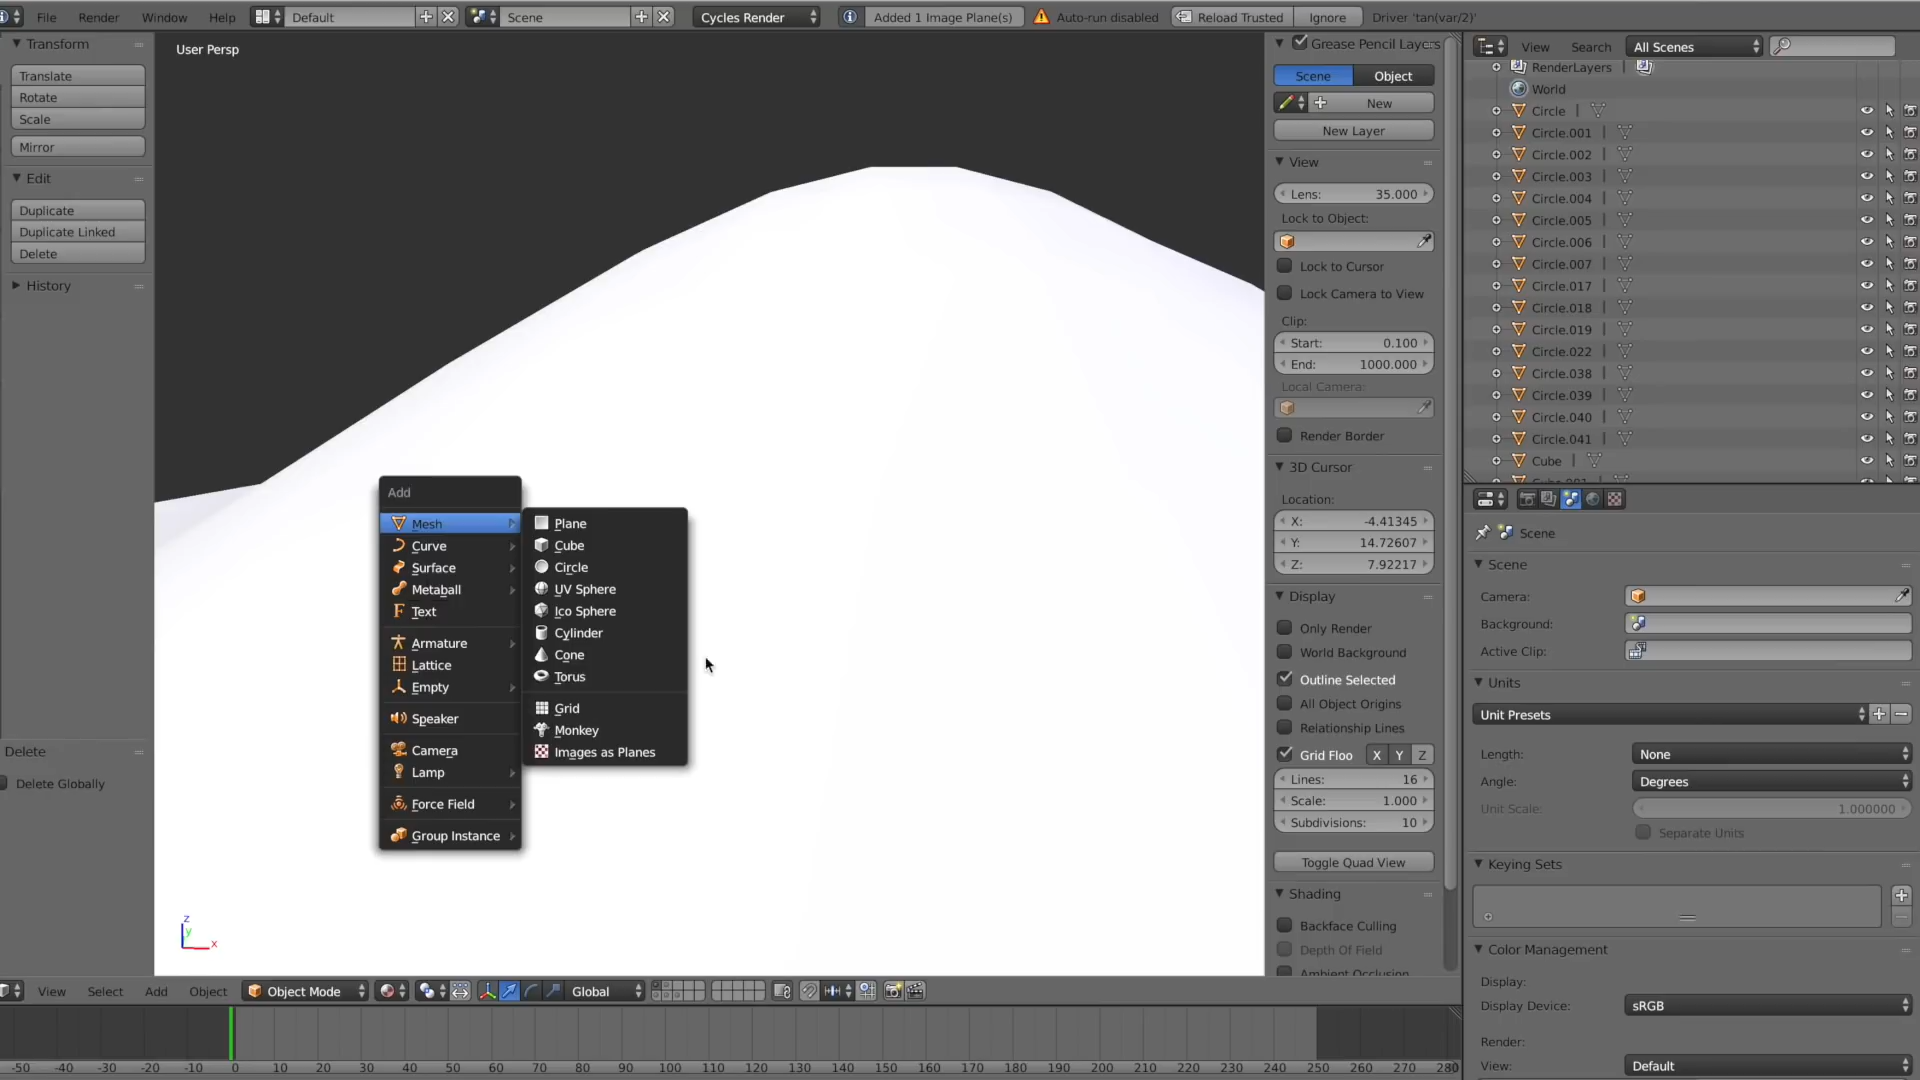 File Render Window Help Default Scene Cycles Render Added 1 Image Plane(s) Auto-run disabled Reload Trusted Ignore Driver 'tan(var/2)'
Transform
Translate
Rotate
Scale
Mirror
Edit
Duplicate
Duplicate Linked
Delete
History
Delete
Delete Globally
User Persp
Add
Mesh
Curve
Surface
Metaball
Text
Armature
Lattice
Empty
Speaker
Camera
Lamp
Force Field
Group Instance
Plane
Cube
Circle
UV Sphere
Ico Sphere
Cylinder
Cone
Torus
Grid
Monkey
Images as Planes
z
y
x
Grease Pencil Layers
Scene Object
New
New Layer
View
Lens: 35.000
Lock to Object:
Lock to Cursor
Lock Camera to View
Clip:
Start: 0.100
End: 1000.000
Local Camera:
Render Border
3D Cursor
Location:
X: -4.41345
Y: 14.72607
Z: 7.92217
Display
Only Render
World Background
Outline Selected
All Object Origins
Relationship Lines
Grid Floo X Y Z
Lines: 16
Scale: 1.000
Subdivisions: 10
Toggle Quad View
Shading
Backface Culling
Depth Of Field
Ambient Occlusion
View Search All Scenes
RenderLayers
World
Circle
Circle.001
Circle.002
Circle.003
Circle.004
Circle.005
Circle.006
Circle.007
Circle.017
Circle.018
Circle.019
Circle.022
Circle.038
Circle.039
Circle.040
Circle.041
Cube
Scene
Scene
Camera:
Background:
Active Clip:
Units
Unit Presets
Length: None
Angle: Degrees
Unit Scale: 1.000000
Separate Units
Keying Sets
Color Management
Display:
Display Device: sRGB
Render:
View: Default
View Select Add Object Object Mode Global
-50 -40 -30 -20 -10 0 10 20 30 40 50 60 70 80 90 100 110 120 130 140 150 160 170 180 190 200 210 220 230 240 250 260 270 280